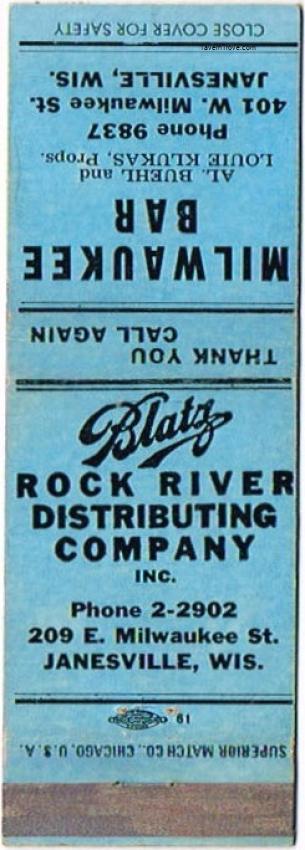 CLOSE COVER FOR SAFETY
MILWAUKEE
BAR
AL. BUEHL and
LOUIE KLUKAS, Props.
Phone 9837
401 W. Milwaukee St.
JANESVILLE, WIS.
THANK YOU
CALL AGAIN
Blatz
ROCK RIVER
DISTRIBUTING
COMPANY
INC.
Phone 2-2902
209 E. Milwaukee St.
JANESVILLE, WIS.
19
SUPERIOR MATCH CO., CHICAGO, U.S.A.